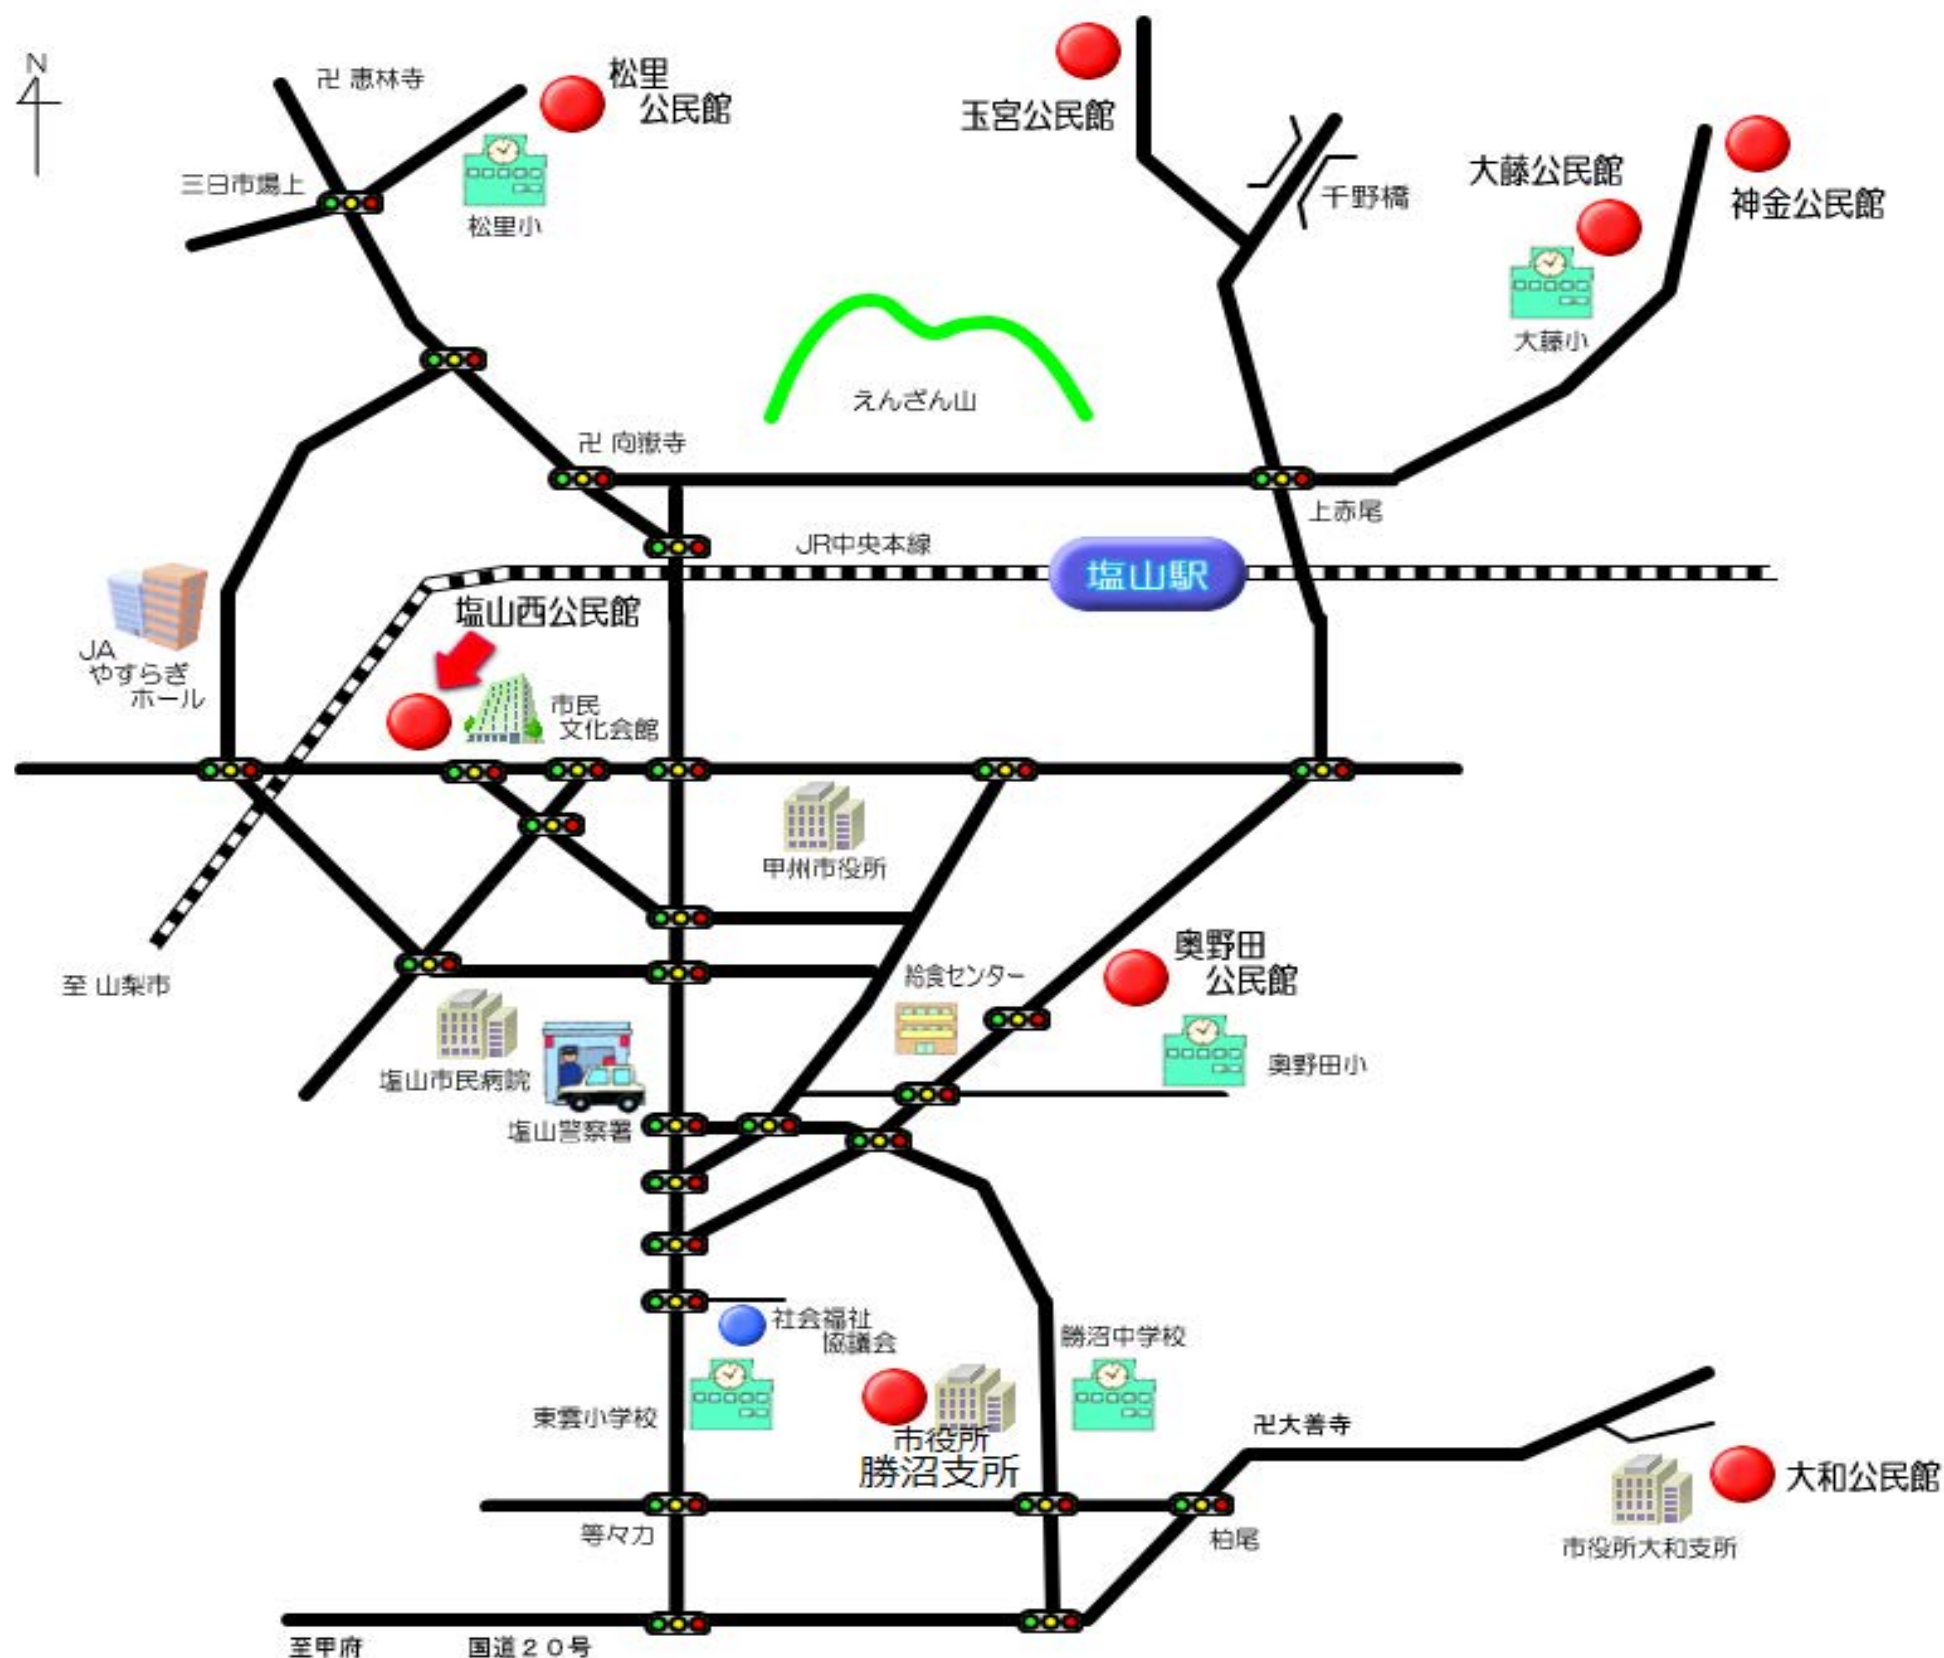 N
卍 恵林寺
松里
公民館
玉宮公民館
三日市場上
松里小
千野橋
大藤公民館
神金公民館
大藤小
えんざん山
卍 向嶽寺
上赤尾
JR中央本線
塩山駅
塩山西公民館
JA
やすらぎ
ホール
市民
文化会館
甲州市役所
至 山梨市
給食センター
奥野田
公民館
奥野田小
塩山市民病院
塩山警察署
社会福祉
協議会
勝沼中学校
東雲小学校
市役所
勝沼支所
卍大善寺
大和公民館
等々力
柏尾
市役所大和支所
至甲府
国道20号